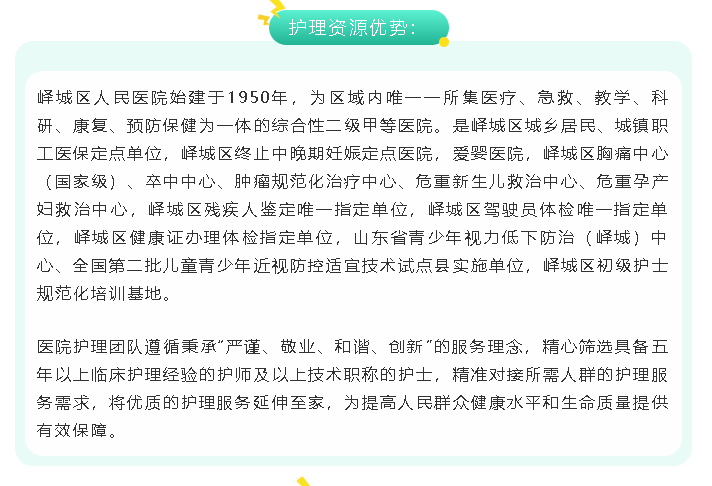 护理资源优势：
峄城区人民医院始建于1950年，为区域内唯一一所集医疗、急救、教学、科
研、康复、预防保健为一体的综合性二级甲等医院。是峄城区城乡居民、城镇职
工医保定点单位，峄城区终止中晚期妊娠定点医院，爱婴医院，峄城区胸痛中心
（国家级）、卒中中心、肿瘤规范化治疗中心、危重新生儿救治中心、危重孕产
妇救治中心，峄城区残疾人鉴定唯一指定单位，峄城区驾驶员体检唯一指定单
位，峄城区健康证办理体检指定单位，山东省青少年视力低下防治（峄城）中
心、全国第二批儿童青少年近视防控适宜技术试点县实施单位，峄城区初级护士
规范化培训基地。
医院护理团队遵循秉承“严谨、敬业、和谐、创新”的服务理念，精心筛选具备五
年以上临床护理经验的护师及以上技术职称的护士，精准对接所需人群的护理服
务需求，将优质的护理服务延伸至家，为提高人民群众健康水平和生命质量提供
有效保障。